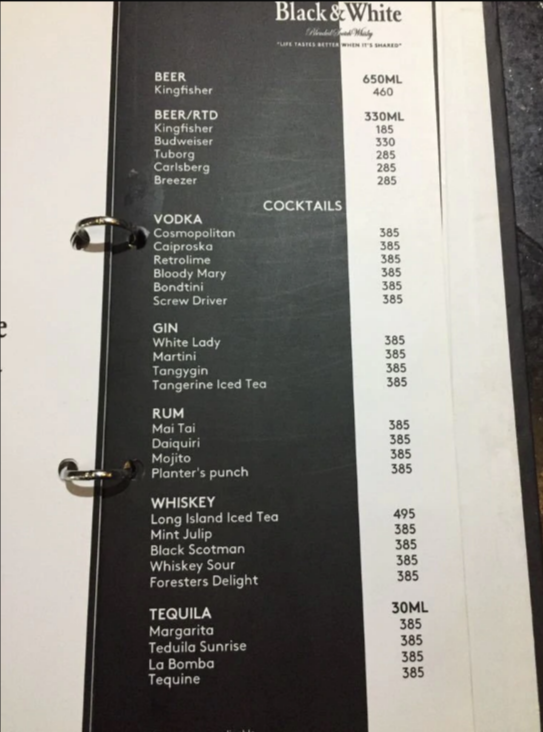 Black & White
Blended Scotch Whisky
"LIFE TASTES BETTER WHEN IT'S SHARED"
BEER 650ML
Kingfisher 460
BEER/RTD 330ML
Kingfisher 185
Budweiser 330
Tuborg 285
Carlsberg 285
Breezer 285
COCKTAILS
VODKA
Cosmopolitan 385
Caiproska 385
Retrolime 385
Bloody Mary 385
Bondtini 385
Screw Driver 385
GIN
White Lady 385
Martini 385
Tangygin 385
Tangerine Iced Tea 385
RUM
Mai Tai 385
Daiquiri 385
Mojito 385
Planter's punch 385
WHISKEY
Long Island Iced Tea 495
Mint Julip 385
Black Scotman 385
Whiskey Sour 385
Foresters Delight 385
TEQUILA 30ML
Margarita 385
Teduila Sunrise 385
La Bomba 385
Tequine 385